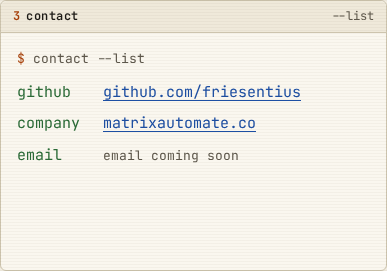 3 contact --list
$ contact --list
github github.com/friesentius
company matrixautomate.co
email email coming soon